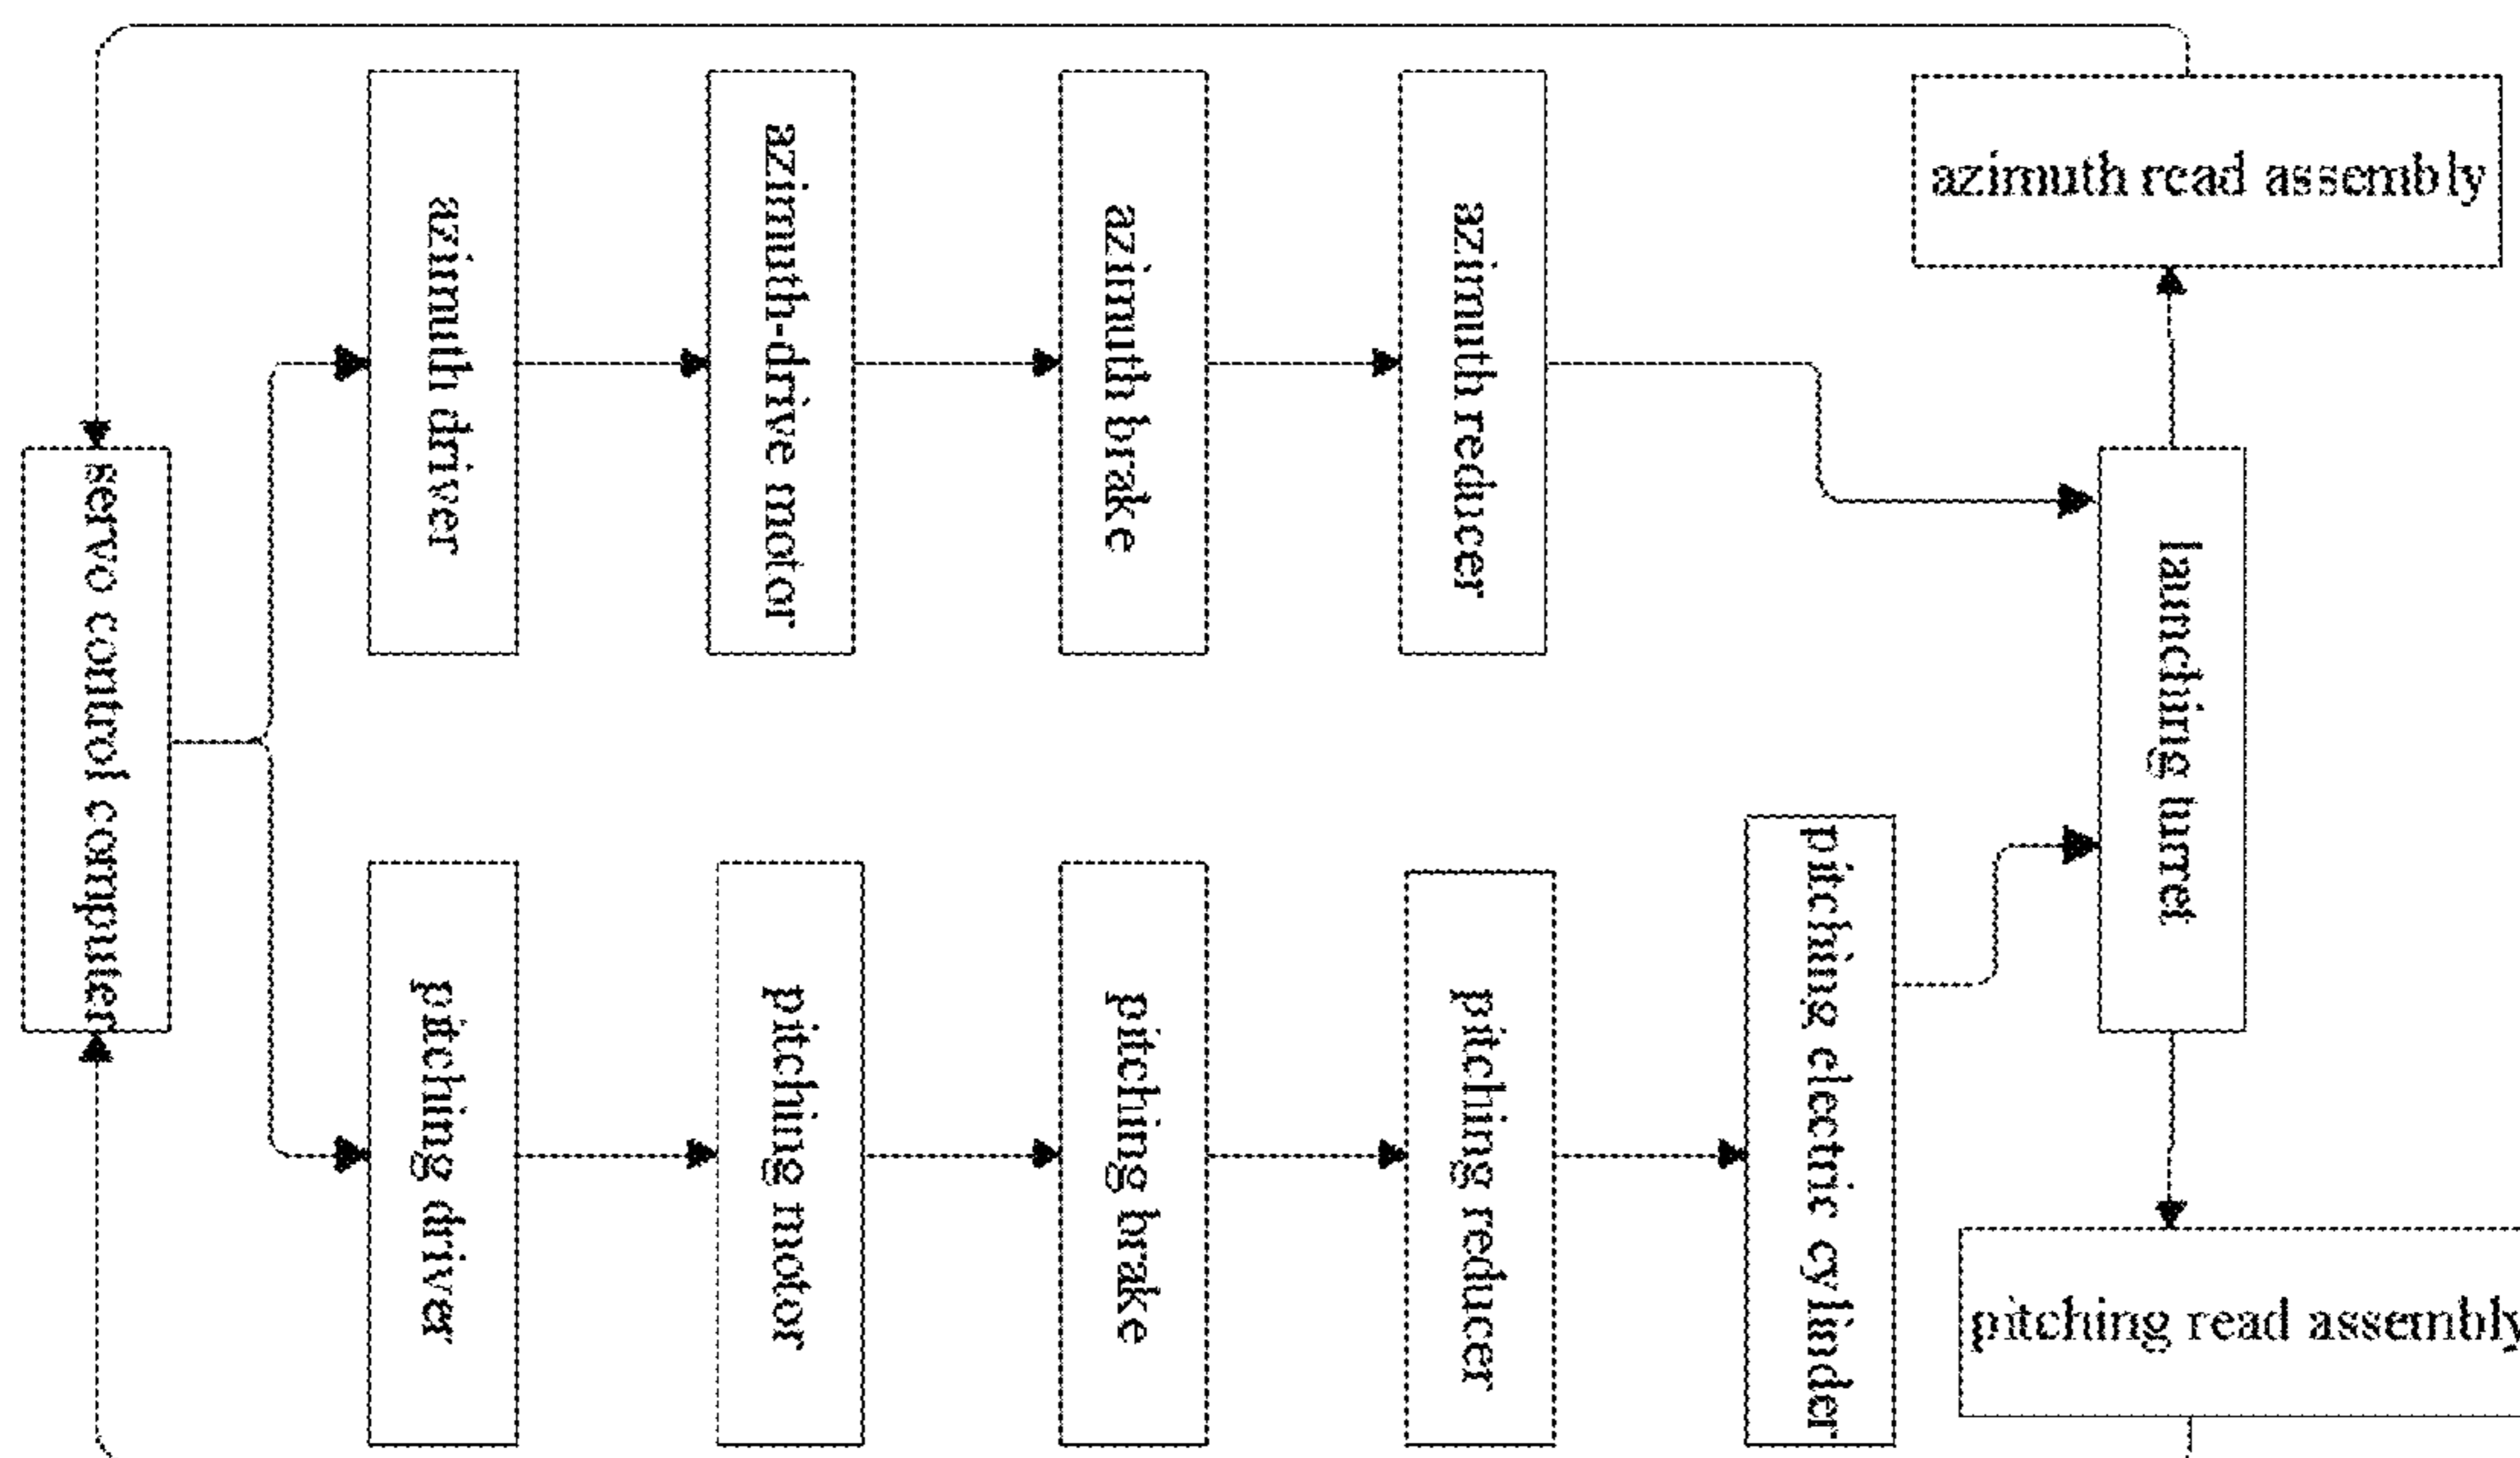 azimuth read assembly
azimuth driver
azimuth-drive motor
azimuth brake
azimuth reducer
servo control computer
launching turret
pitching driver
pitching motor
pitching brake
pitching reducer
pitching electric cylinder
pitching read assembly